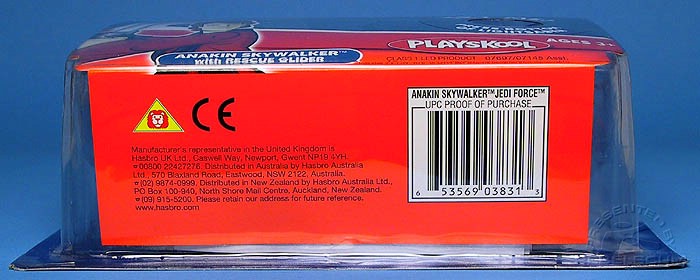 ANAKIN SKYWALKER™
with RESCUE GLIDER
PLAYSKOOL
AGES 3+
CLASS 1 LED PRODUCT 07697/07145 Asst.
CE
Manufacturer's representative in the United Kingdom is
Hasbro UK Ltd., Caswell Way, Newport, Gwent NP19 4YH.
☎00800 22427276. Distributed in Australia by Hasbro Australia
Ltd., 570 Blaxland Road, Eastwood, NSW 2122, Australia.
☎(02) 9874-0999. Distributed in New Zealand by Hasbro Australia Ltd.,
PO Box 100-940, North Shore Mail Centre, Auckland, New Zealand.
☎(09) 915-5200. Please retain our address for future reference.
www.hasbro.com
ANAKIN SKYWALKER™JEDI FORCE™
UPC PROOF OF PURCHASE
6 53569 03831 3